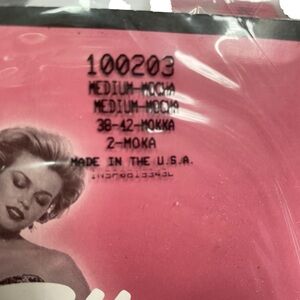 100203
MEDIUM-MOCHA
MEDIUM-MOCHA
38-42-MOKKA
2-MOKA
MADE IN THE U.S.A.